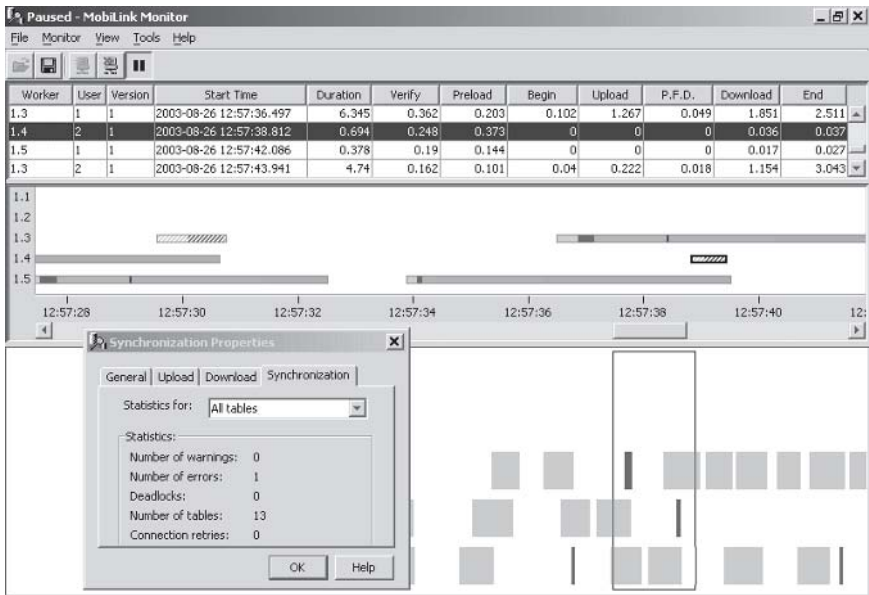 Paused - MobiLink Monitor
File Monitor View Tools Help
Worker User Version Start Time Duration Verify Preload Begin Upload P.F.D. Download End
1.3 1 1 2003-08-26 12:57:36.497 6.345 0.362 0.203 0.102 1.267 0.049 1.851 2.511
1.4 2 1 2003-08-26 12:57:38.812 0.694 0.248 0.373 0 0 0 0.036 0.037
1.5 1 1 2003-08-26 12:57:42.086 0.378 0.19 0.144 0 0 0 0.017 0.027
1.3 2 1 2003-08-26 12:57:43.941 4.74 0.162 0.101 0.04 0.222 0.018 1.154 3.043
1.1
1.2
1.3
1.4
1.5
12:57:28 12:57:30 12:57:32 12:57:34 12:57:36 12:57:38 12:57:40 12:
Synchronization Properties
General Upload Download Synchronization
Statistics for: All tables
Statistics:
Number of warnings: 0
Number of errors: 1
Deadlocks: 0
Number of tables: 13
Connection retries: 0
OK Help